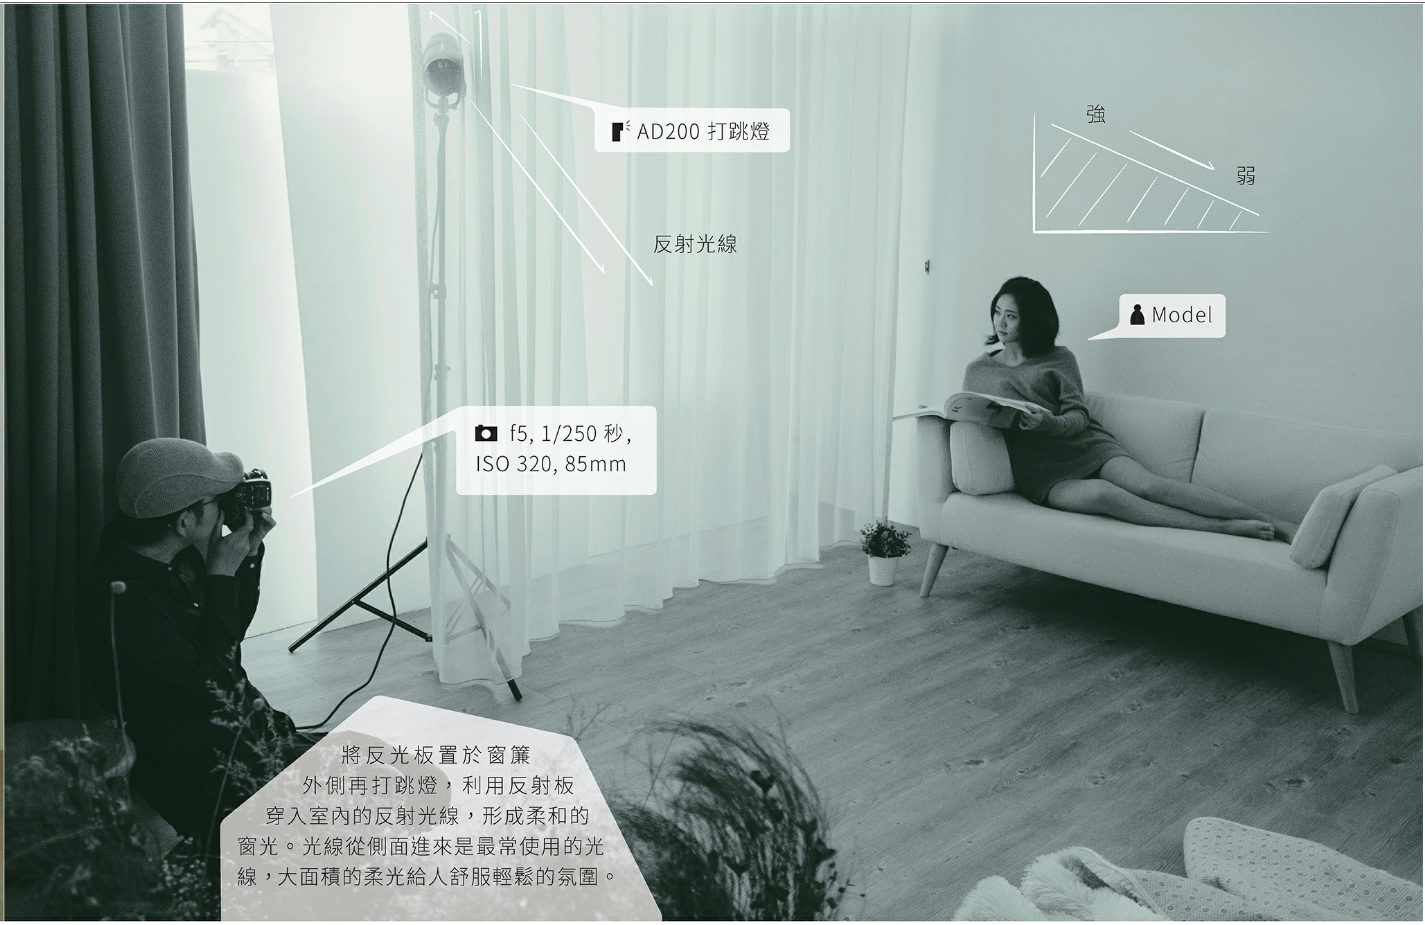 AD200 打跳燈
強
弱
反射光線
Model
f5, 1/250 秒,
ISO 320, 85mm
將反光板置於窗簾
外側再打跳燈，利用反射板
穿入室內的反射光線，形成柔和的
窗光。光線從側面進來是最常使用的光
線，大面積的柔光給人舒服輕鬆的氛圍。